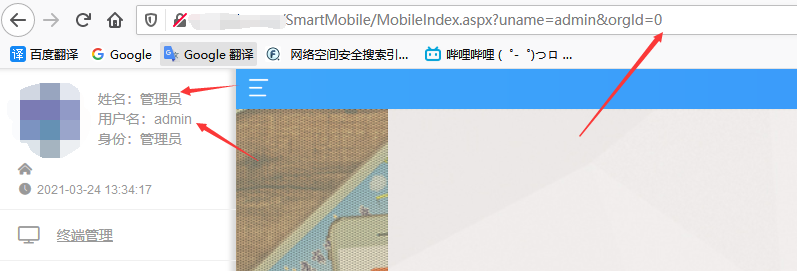 /SmartMobile/MobileIndex.aspx?uname=admin&orgId=0
译 百度翻译 Google Google 翻译 网络空间安全搜索引... 哔哩哔哩 ( ゜- ゜)つロ ...
姓名：管理员
用户名：admin
身份：管理员
2021-03-24 13:34:17
终端管理